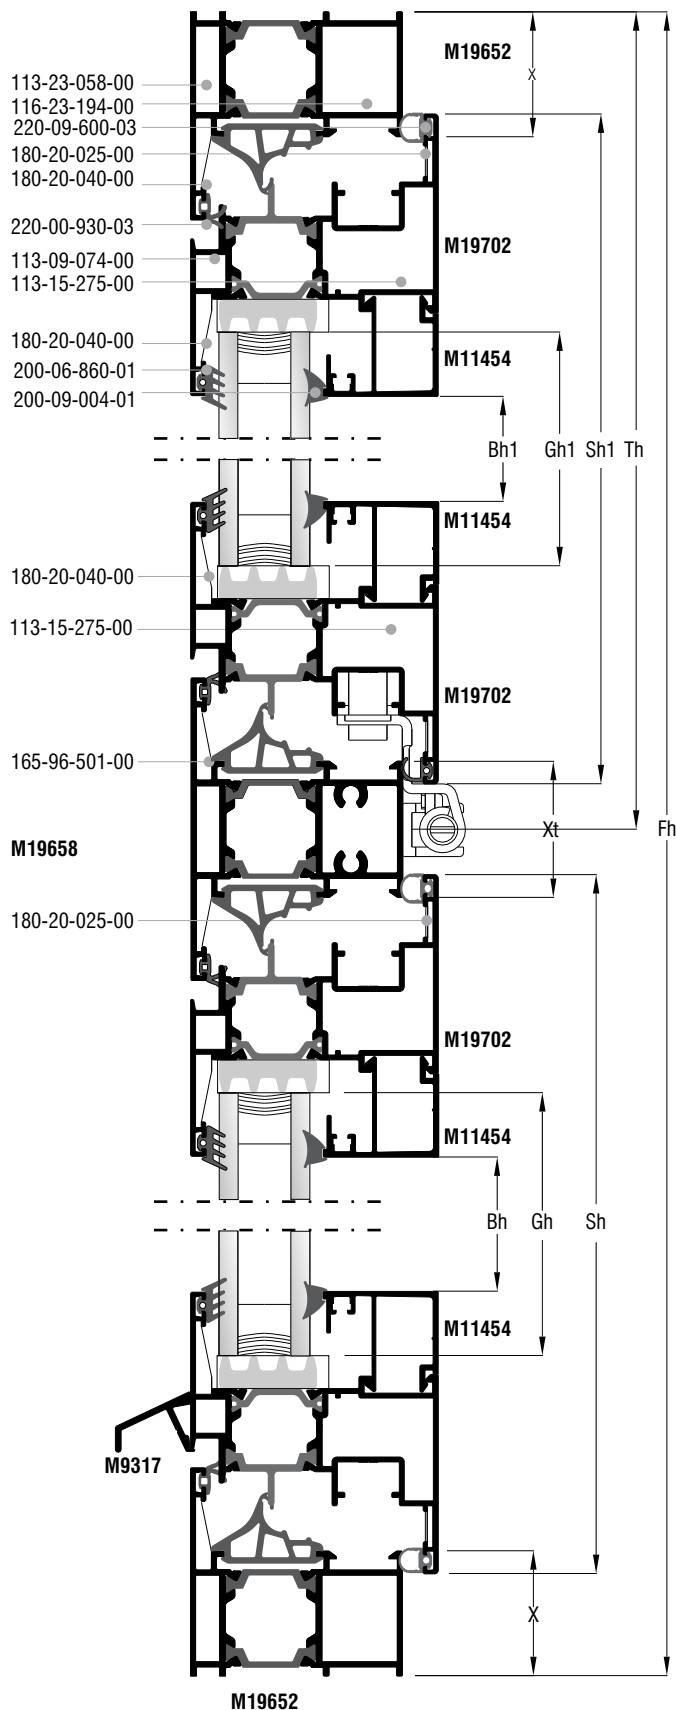 M19652
X
113-23-058-00
116-23-194-00
220-09-600-03
180-20-025-00
180-20-040-00
220-00-930-03
M19702
113-09-074-00
113-15-275-00
180-20-040-00
M11454
200-06-860-01
200-09-004-01
Bh1
Gh1
Sh1
Th
M11454
180-20-040-00
113-15-275-00
M19702
165-96-501-00
Xt
Fh
M19658
180-20-025-00
M19702
M11454
Bh
Gh
Sh
M11454
M9317
X
M19652